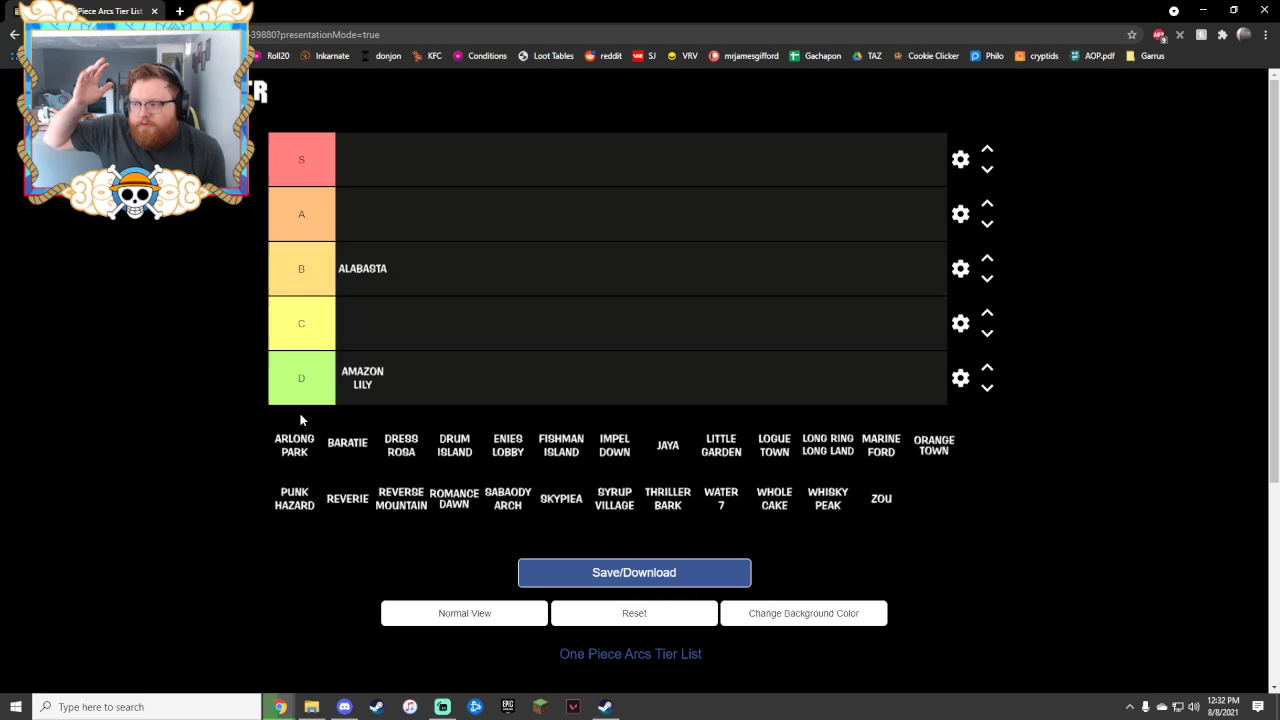 Piece Arcs Tier List
39880?presentationMode=true
Roll20 Inkarnate donjon KFC Conditions Loot Tables reddit SJ VRV mrjamesgifford Gachapon TAZ Cookie Clicker Philo cryptids AOP.pdf Garrus
ER
S
A
B ALABASTA
C
D AMAZON
LILY
ARLONG
PARK
BARATIE
DRESS
ROSA
DRUM
ISLAND
ENIES
LOBBY
FISHMAN
ISLAND
IMPEL
DOWN
JAYA
LITTLE
GARDEN
LOGUE
TOWN
LONG RING
LONG LAND
MARINE
FORD
ORANGE
TOWN
PUNK
HAZARD
REVERIE
REVERSE
MOUNTAIN
ROMANCE
DAWN
SABAODY
ARCH
SKYPIEA
SYRUP
VILLAGE
THRILLER
BARK
WATER
7
WHOLE
CAKE
WHISKY
PEAK
ZOU
Save/Download
Normal View Reset Change Background Color
One Piece Arcs Tier List
Type here to search
12:32 PM
8/8/2021